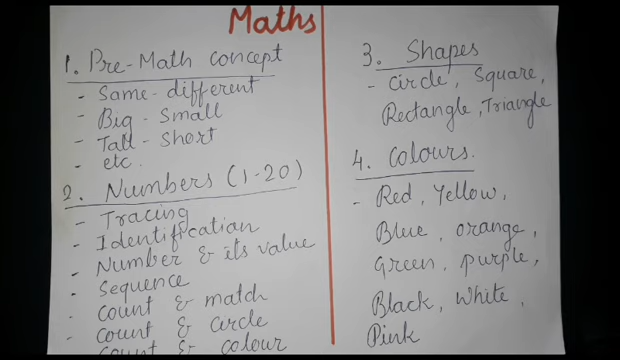 Maths
1. Pre-Math concept
- Same - different
- Big - Small
- Tall - Short
- etc.
2. Numbers (1-20)
- Tracing
- Identification
- Number & its value
- Sequence
- Count & match
- Count & circle
- Count & colour
3. Shapes
- Circle, Square,
Rectangle, Triangle
4. Colours.
- Red, Yellow,
Blue, orange,
Green, purple,
Black, White,
Pink